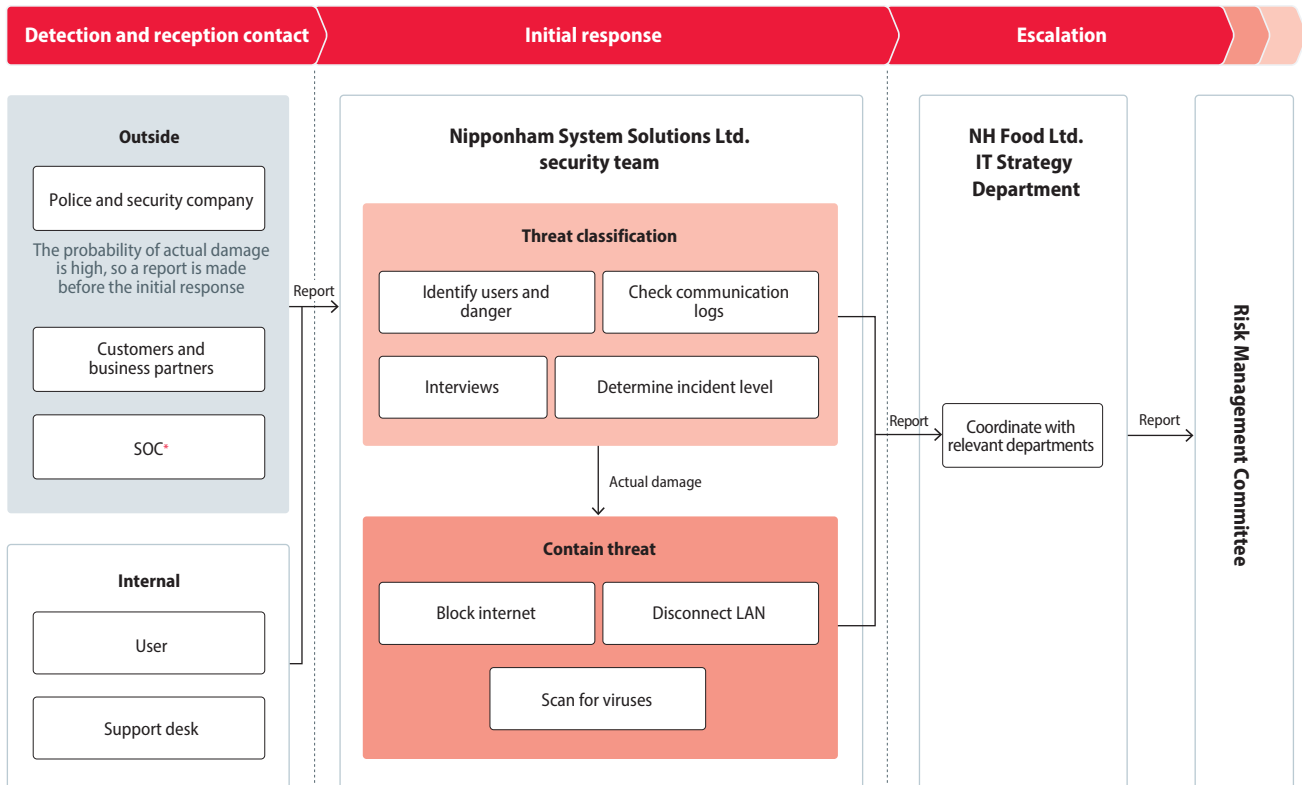 Detection and reception contact
Initial response
Escalation
Outside
Police and security company
The probability of actual damage
is high, so a report is made
before the initial response
Customers and
business partners
SOC*
Internal
User
Support desk
Report
Nipponham System Solutions Ltd.
security team
Threat classification
Identify users and
danger
Check communication
logs
Interviews
Determine incident level
Actual damage
Contain threat
Block internet
Disconnect LAN
Scan for viruses
Report
NH Food Ltd.
IT Strategy
Department
Coordinate with
relevant departments
Report
Risk Management Committee